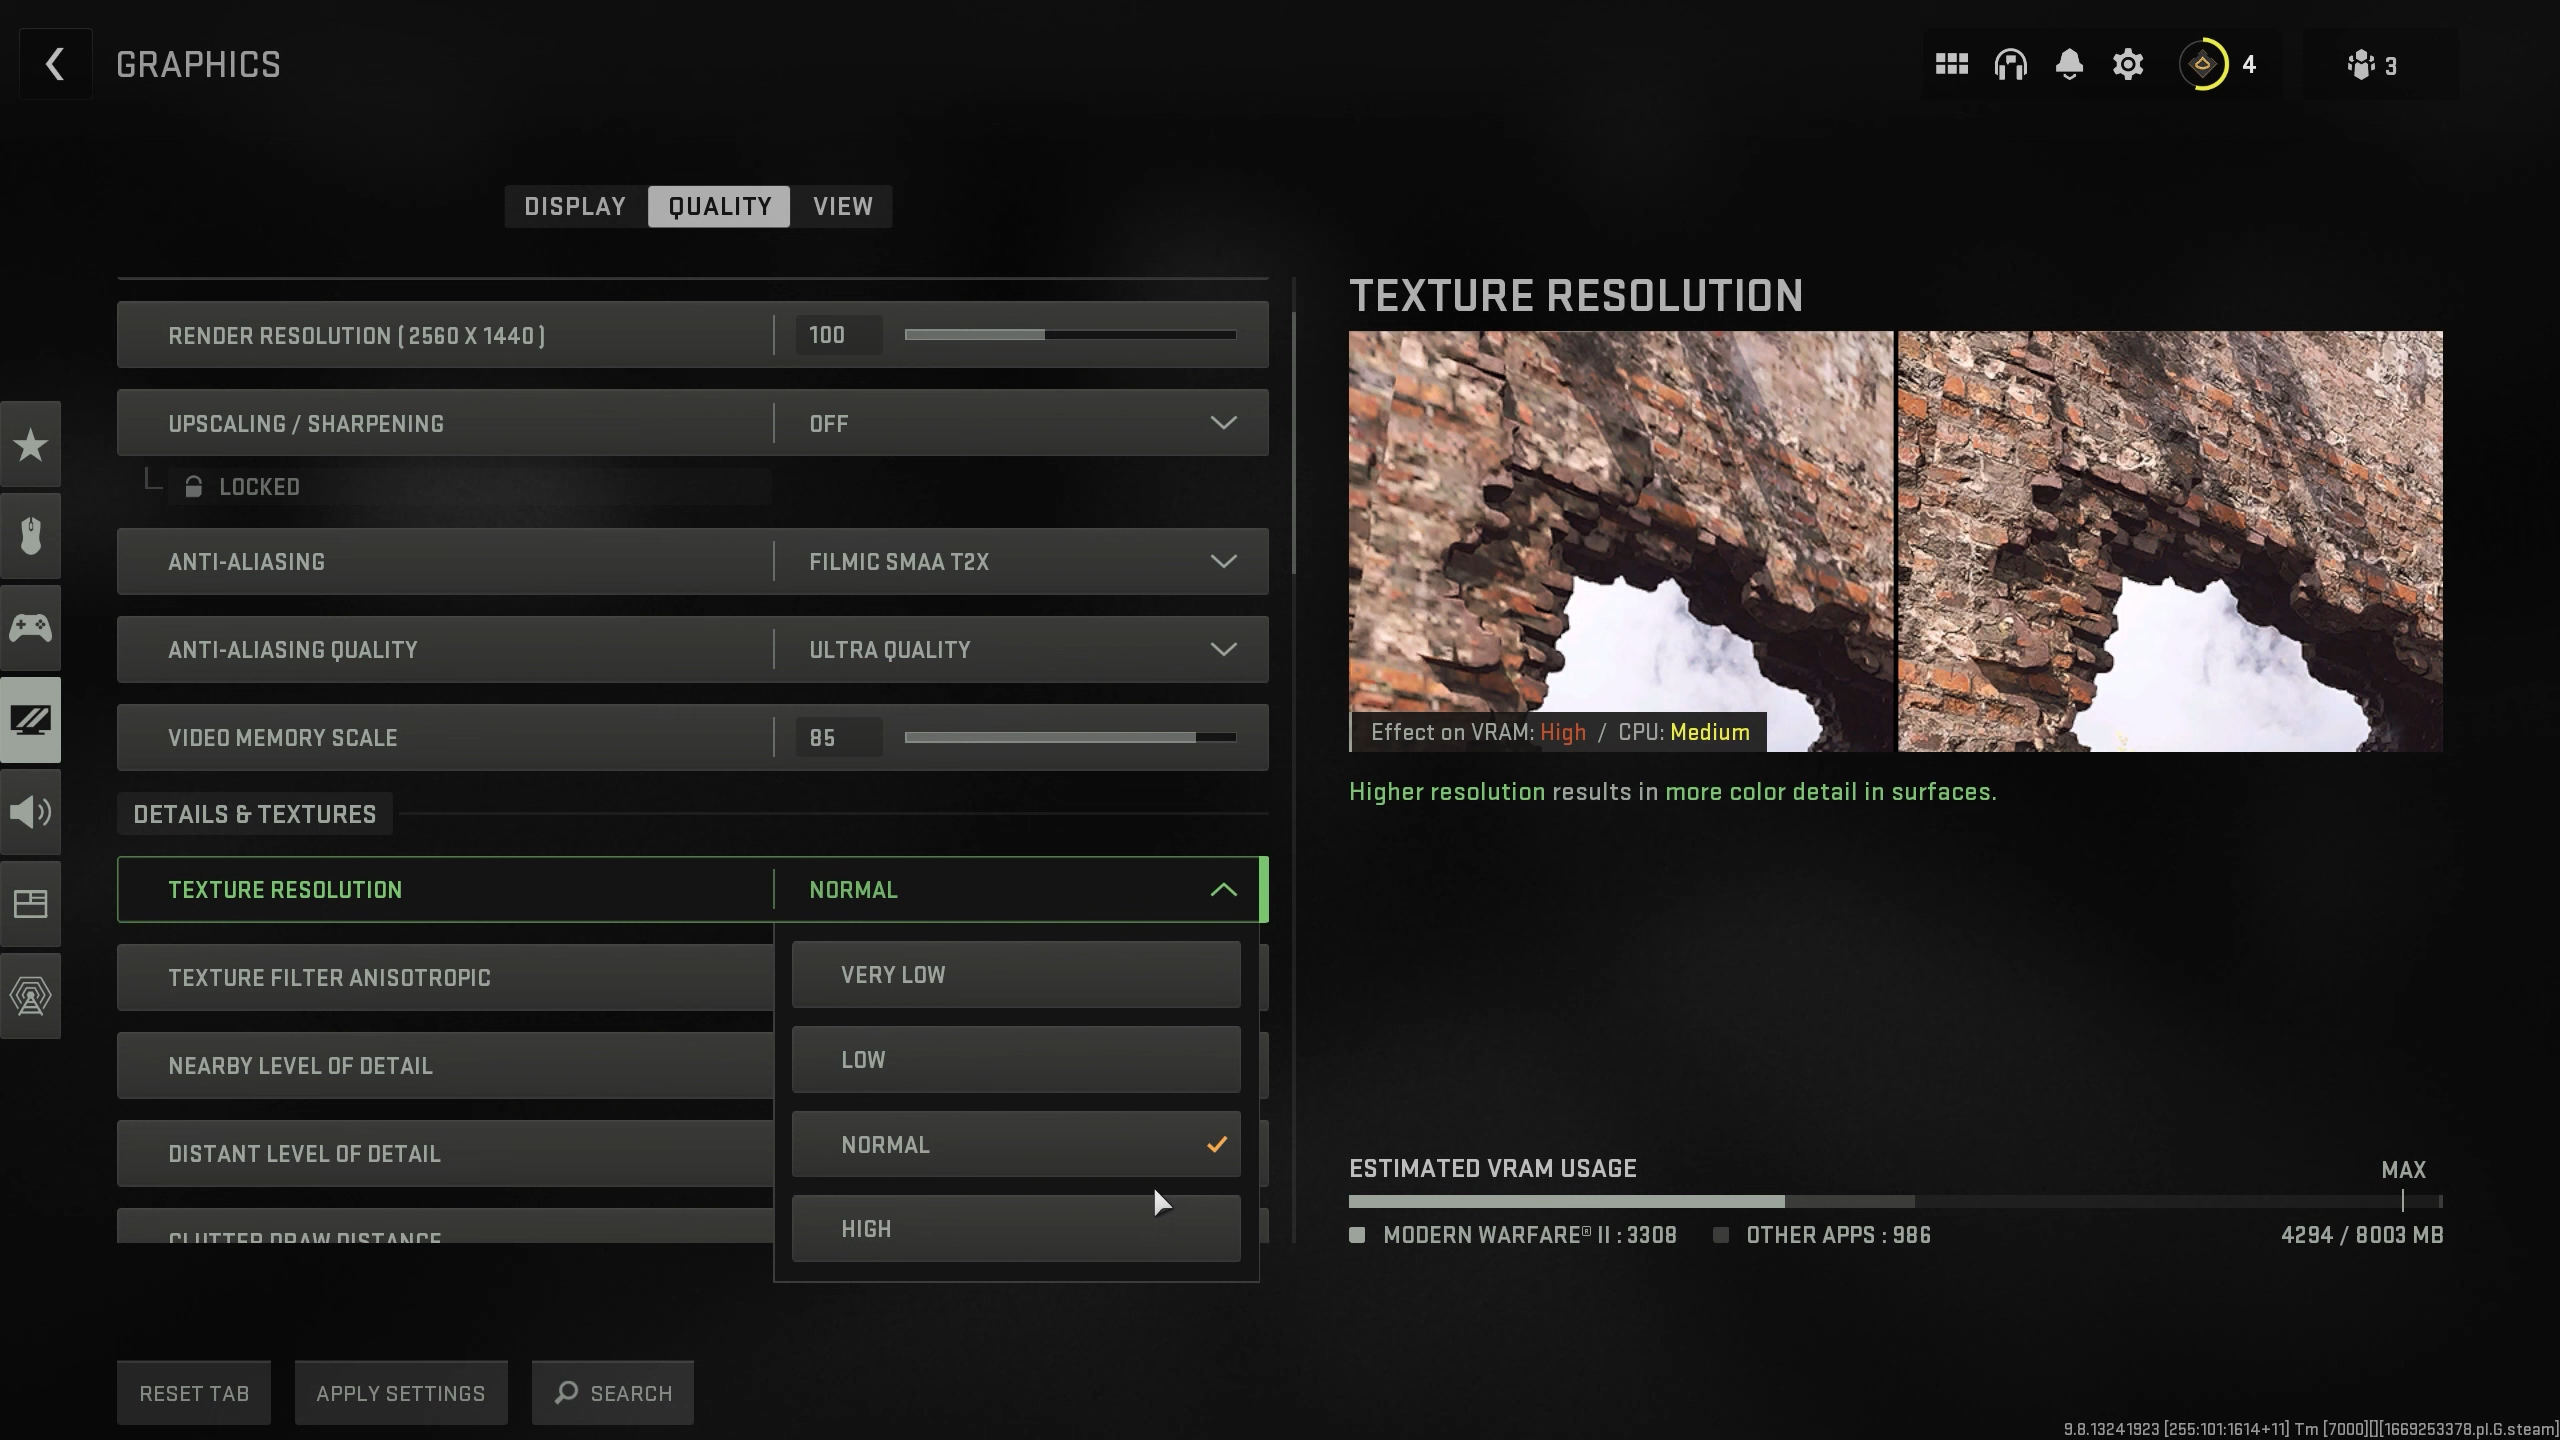 GRAPHICS
4
3
DISPLAY
QUALITY
VIEW
RENDER RESOLUTION ( 2560 X 1440 )
100
UPSCALING / SHARPENING
OFF
LOCKED
ANTI-ALIASING
FILMIC SMAA T2X
ANTI-ALIASING QUALITY
ULTRA QUALITY
VIDEO MEMORY SCALE
85
DETAILS & TEXTURES
TEXTURE RESOLUTION
NORMAL
TEXTURE FILTER ANISOTROPIC
NEARBY LEVEL OF DETAIL
DISTANT LEVEL OF DETAIL
CLUTTER DRAW DISTANCE
VERY LOW
LOW
NORMAL
HIGH
TEXTURE RESOLUTION
Effect on VRAM: High / CPU: Medium
Higher resolution results in more color detail in surfaces.
ESTIMATED VRAM USAGE
MAX
MODERN WARFARE® II : 3308
OTHER APPS : 986
4294 / 8003 MB
RESET TAB
APPLY SETTINGS
SEARCH
9.8.13241923 [255:101:1614+11] Tm [7000][][1669253378.pl.G.steam]